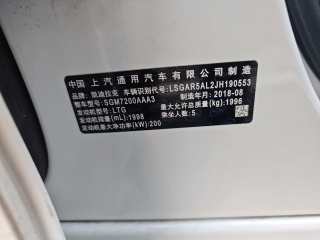 中国 上汽通用汽车有限公司 制造
品牌：凯迪拉克 车辆识别代号：LSGAR5AL2JH190553
整车型号：SGM7200AAA3 制造年月：2018-08
发动机型号：LTG 最大允许总质量(kg)：1996
发动机排量(mL)：1998 乘坐人数：5
发动机最大净功率(kW)：200